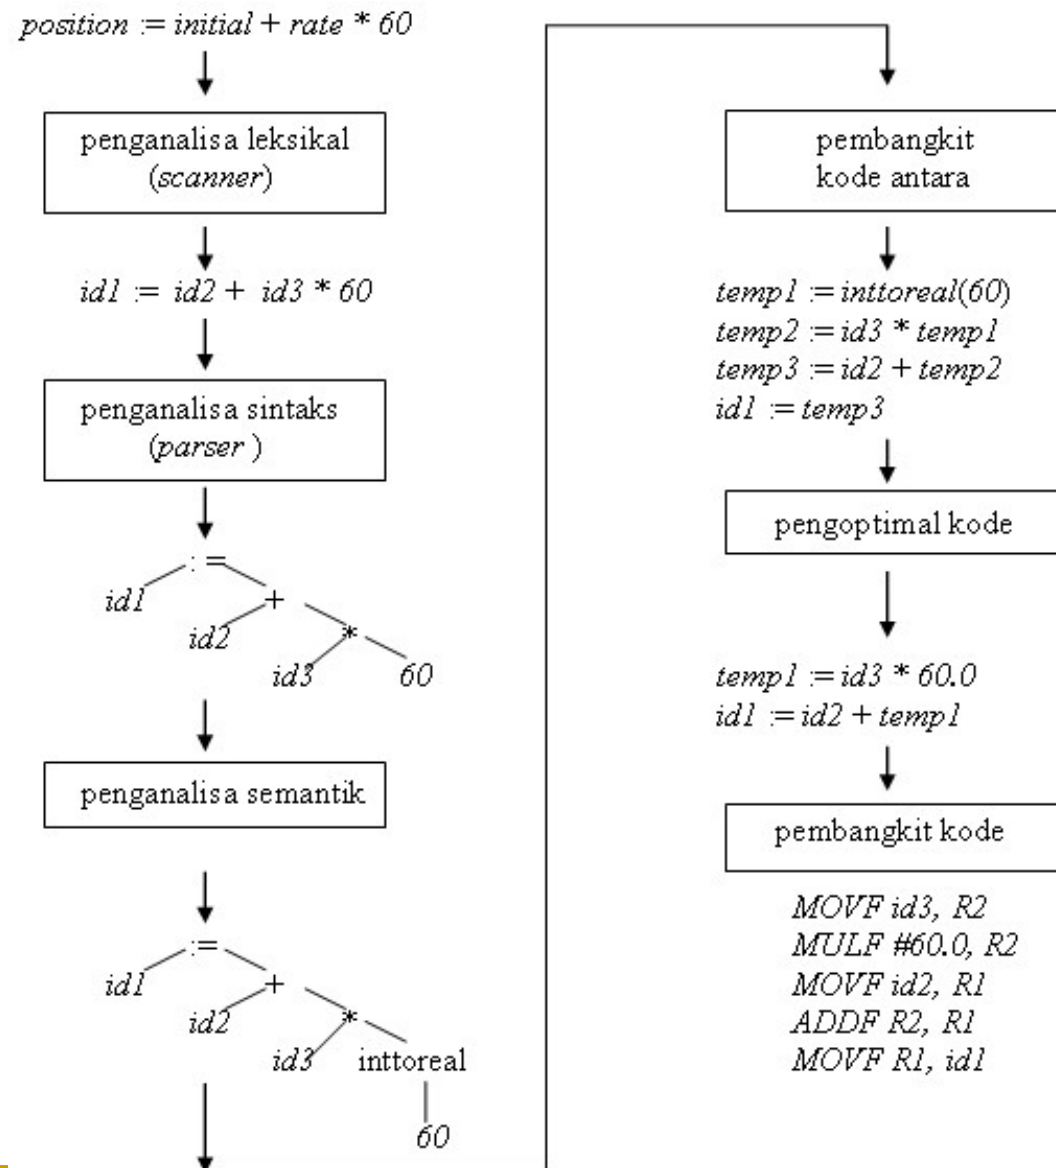 position := initial + rate * 60
penganalisa leksikal
(scanner)
id1 := id2 + id3 * 60
penganalisa sintaks
(parser )
:=
id1 +
id2 *
id3 60
penganalisa semantik
:=
id1 +
id2 *
id3 inttoreal
60
pembangkit
kode antara
temp1 := inttoreal(60)
temp2 := id3 * temp1
temp3 := id2 + temp2
id1 := temp3
pengoptimal kode
temp1 := id3 * 60.0
id1 := id2 + temp1
pembangkit kode
MOVF id3, R2
MULF #60.0, R2
MOVF id2, R1
ADDF R2, R1
MOVF R1, id1